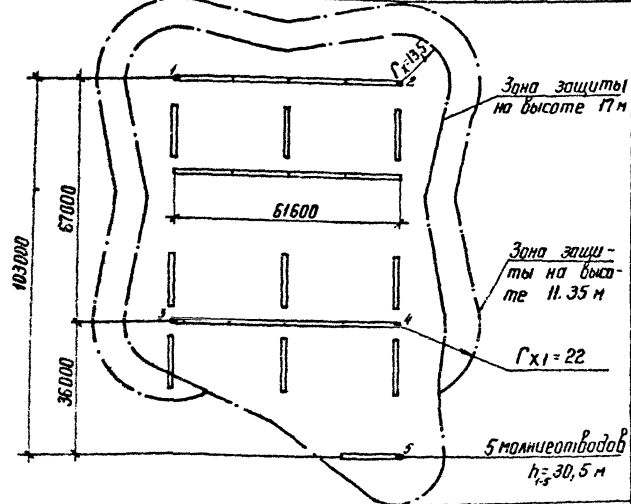 1
2
rx=13,5
Зона защиты
на высоте 17 м
61600
67000
103000
Зона защи-
ты на высо-
те 11.35 м
3
4
rx1 = 22
36000
5
5 молниеотводов
h1-5=30,5 м